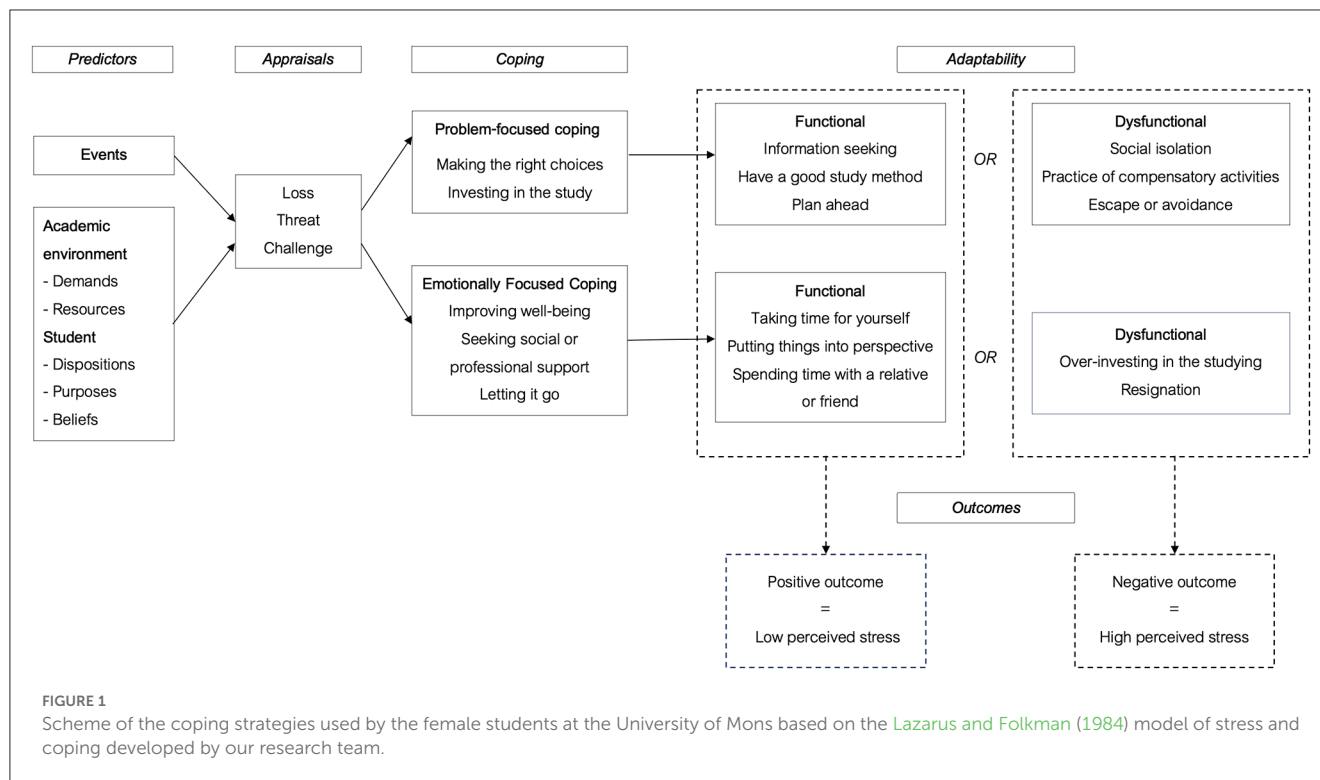 Predictors
Appraisals
Coping
Adaptability
Events
Academic
environment
- Demands
- Resources
Student
- Dispositions
- Purposes
- Beliefs
Loss
Threat
Challenge
Problem-focused coping
Making the right choices
Investing in the study
Emotionally Focused Coping
Improving well-being
Seeking social or
professional support
Letting it go
Functional
Information seeking
Have a good study method
Plan ahead
OR
Dysfunctional
Social isolation
Practice of compensatory activities
Escape or avoidance
Functional
Taking time for yourself
Putting things into perspective
Spending time with a relative
or friend
OR
Dysfunctional
Over-investing in the studying
Resignation
Outcomes
Positive outcome
=
Low perceived stress
Negative outcome
=
High perceived stress
FIGURE 1
Scheme of the coping strategies used by the female students at the University of Mons based on the Lazarus and Folkman (1984) model of stress and
coping developed by our research team.